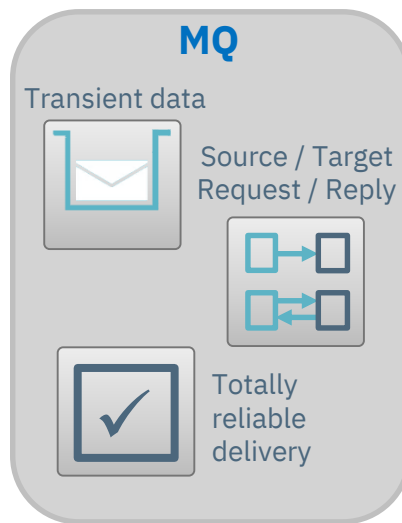 MQ
Transient data
Source / Target
Request / Reply
Totally
reliable
delivery